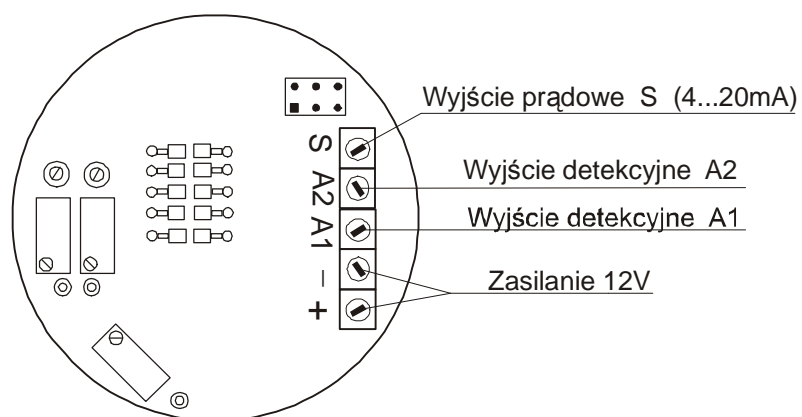 Wyjście prądowe S (4...20mA)
S
Wyjście detekcyjne A2
A2
Wyjście detekcyjne A1
A1
–
Zasilanie 12V
+